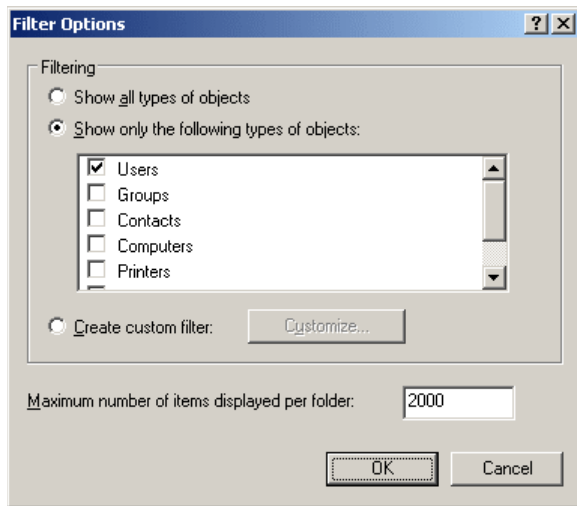 Filter Options
Filtering
Show all types of objects
Show only the following types of objects:
Users
Groups
Contacts
Computers
Printers
Create custom filter:
Customize...
Maximum number of items displayed per folder:
2000
OK
Cancel